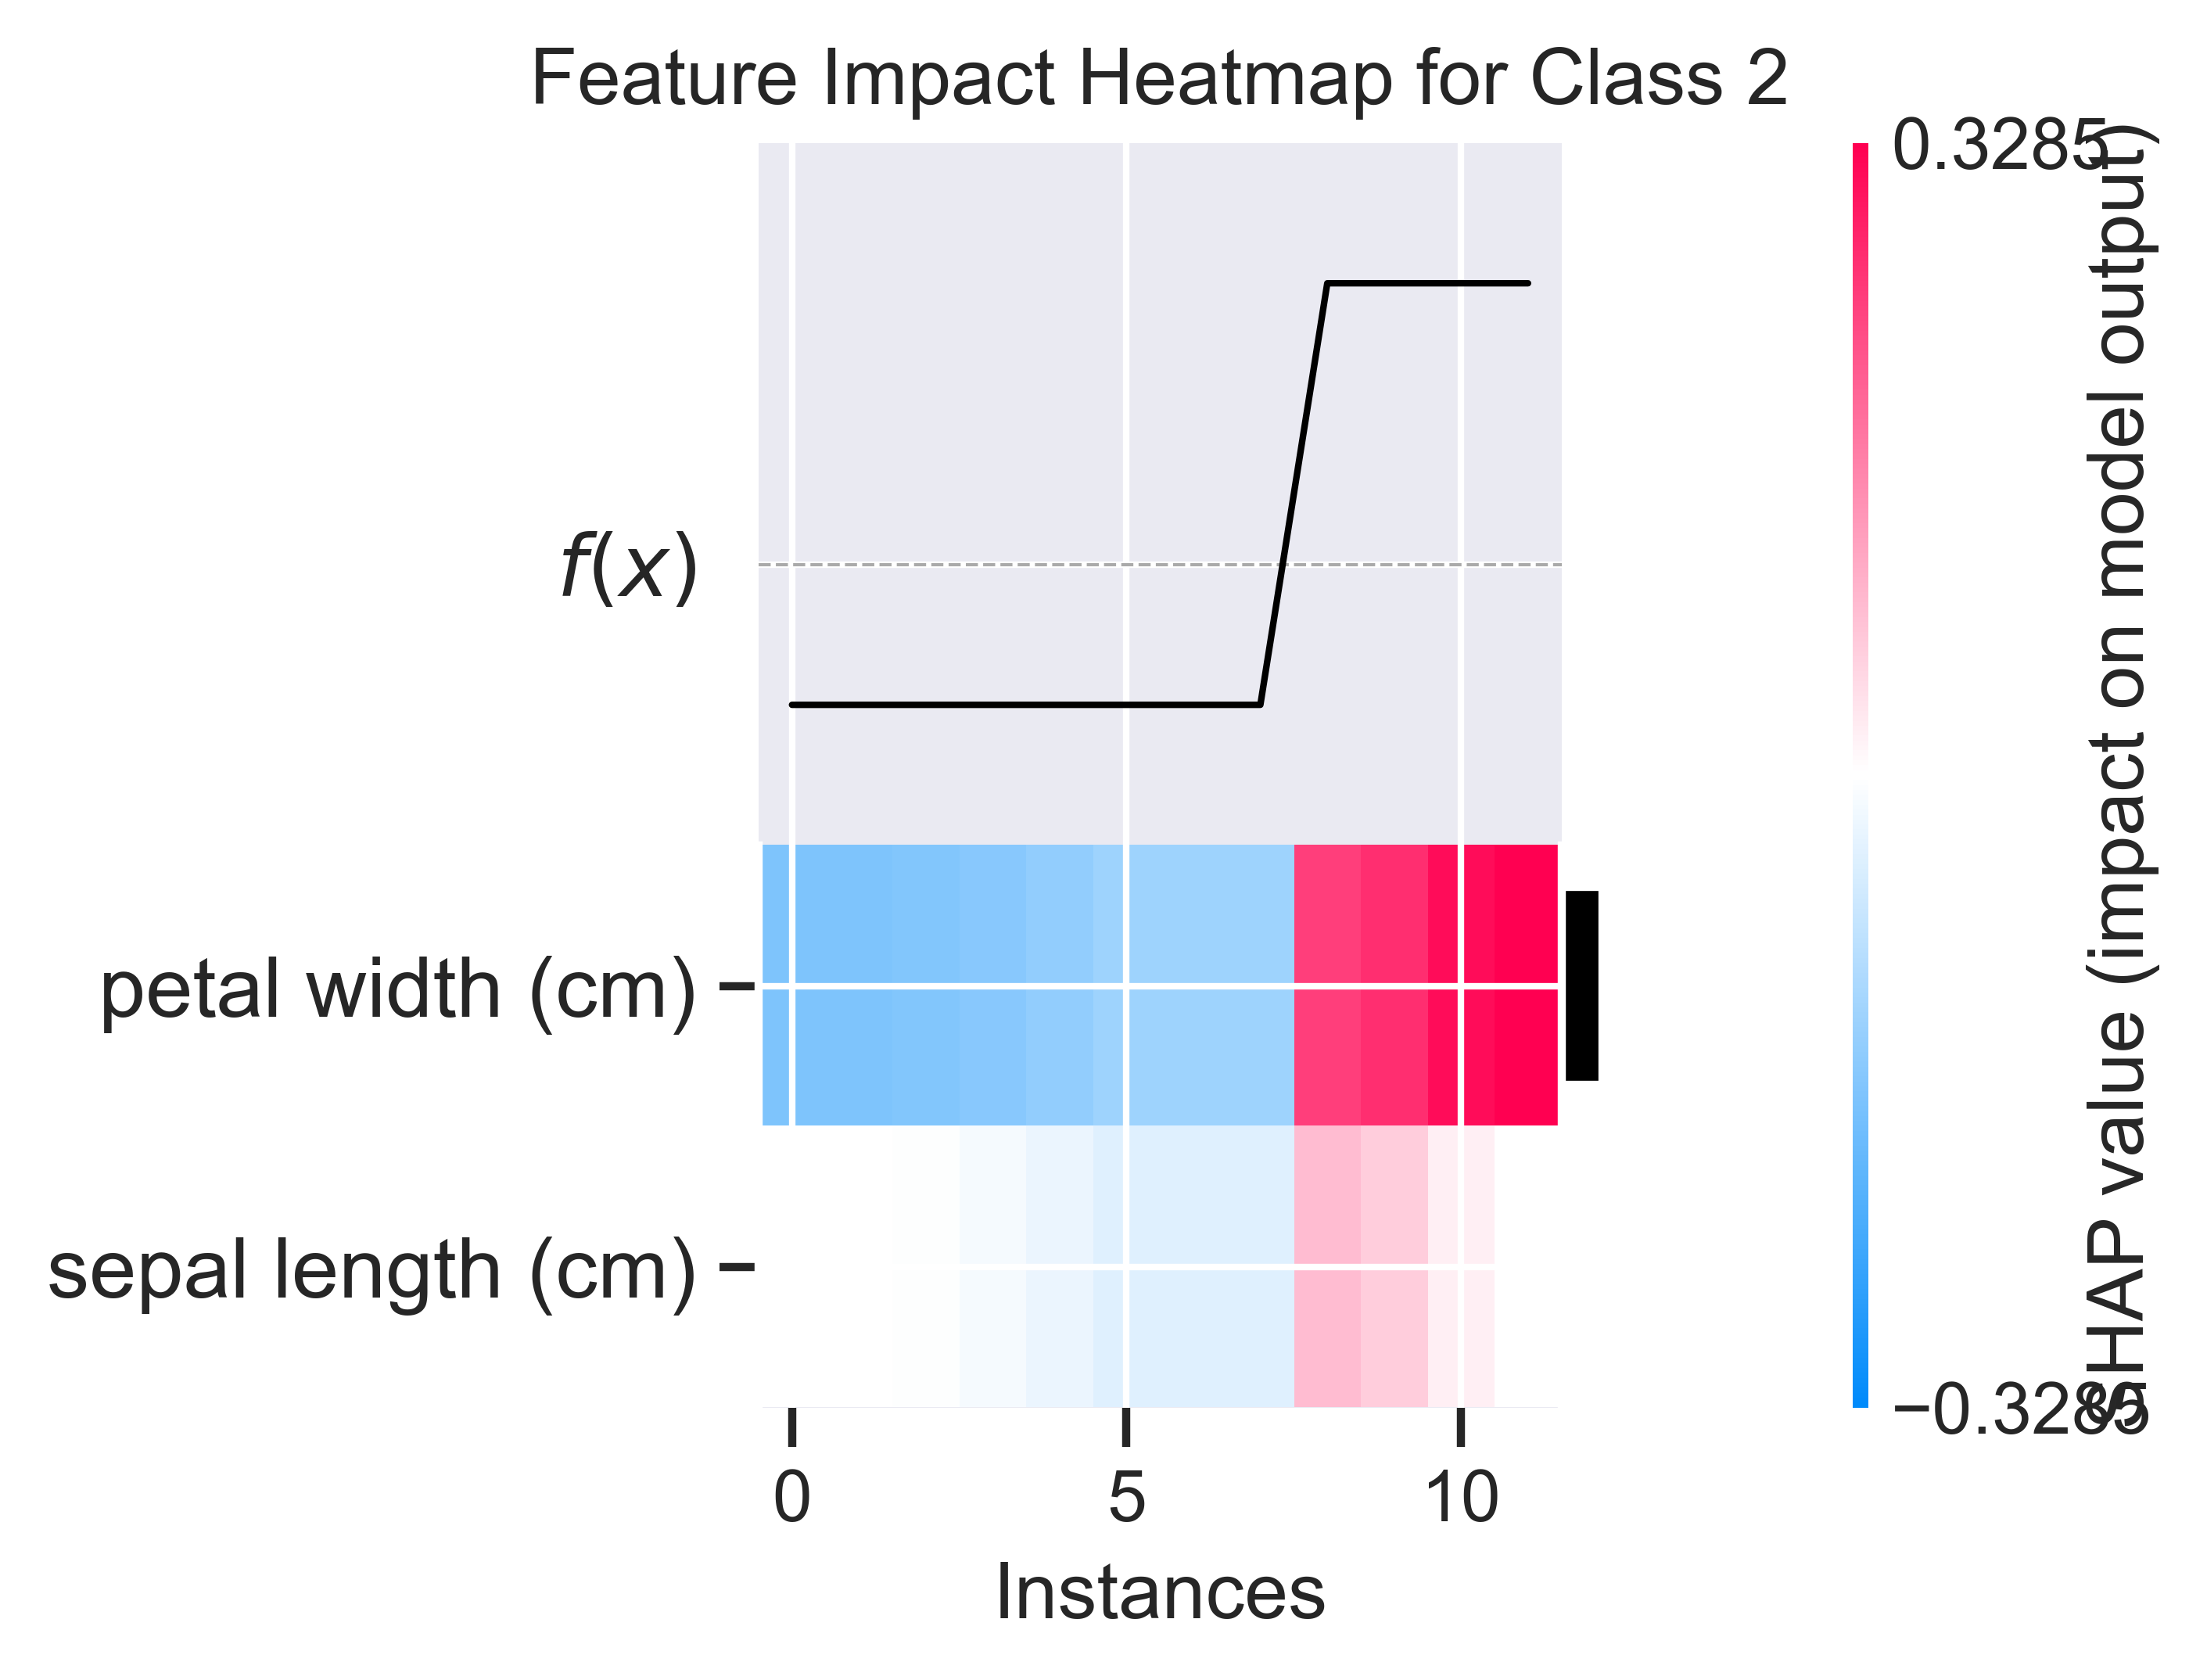 Feature Impact Heatmap for Class 2
f(x)
petal width (cm)
sepal length (cm)
0
5
10
Instances
0.3285
−0.3285
SHAP value (impact on model output)